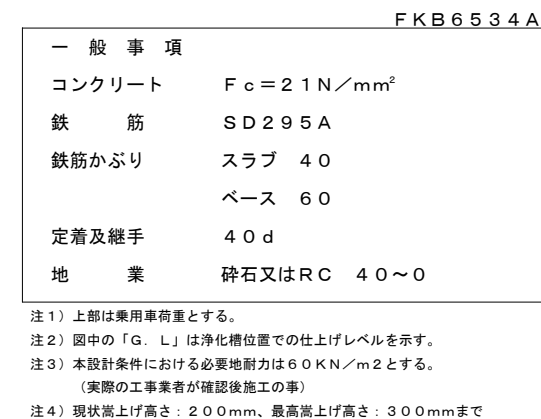 ＦＫＢ６５３４Ａ
一　般　事　項
コンクリート　Ｆｃ＝２１Ｎ／ｍｍ²
鉄　　筋　ＳＤ２９５Ａ
鉄筋かぶり　スラブ　４０
ベース　６０
定着及継手　４０ｄ
地　　業　砕石又はＲＣ　４０～０
注１）上部は乗用車荷重とする。
注２）図中の「Ｇ．Ｌ」は浄化槽位置での仕上げレベルを示す。
注３）本設計条件における必要地耐力は６０ＫＮ／ｍ２とする。
（実際の工事業者が確認後施工の事）
注４）現状嵩上げ高さ：２００ｍｍ、最高嵩上げ高さ：３００ｍｍまで